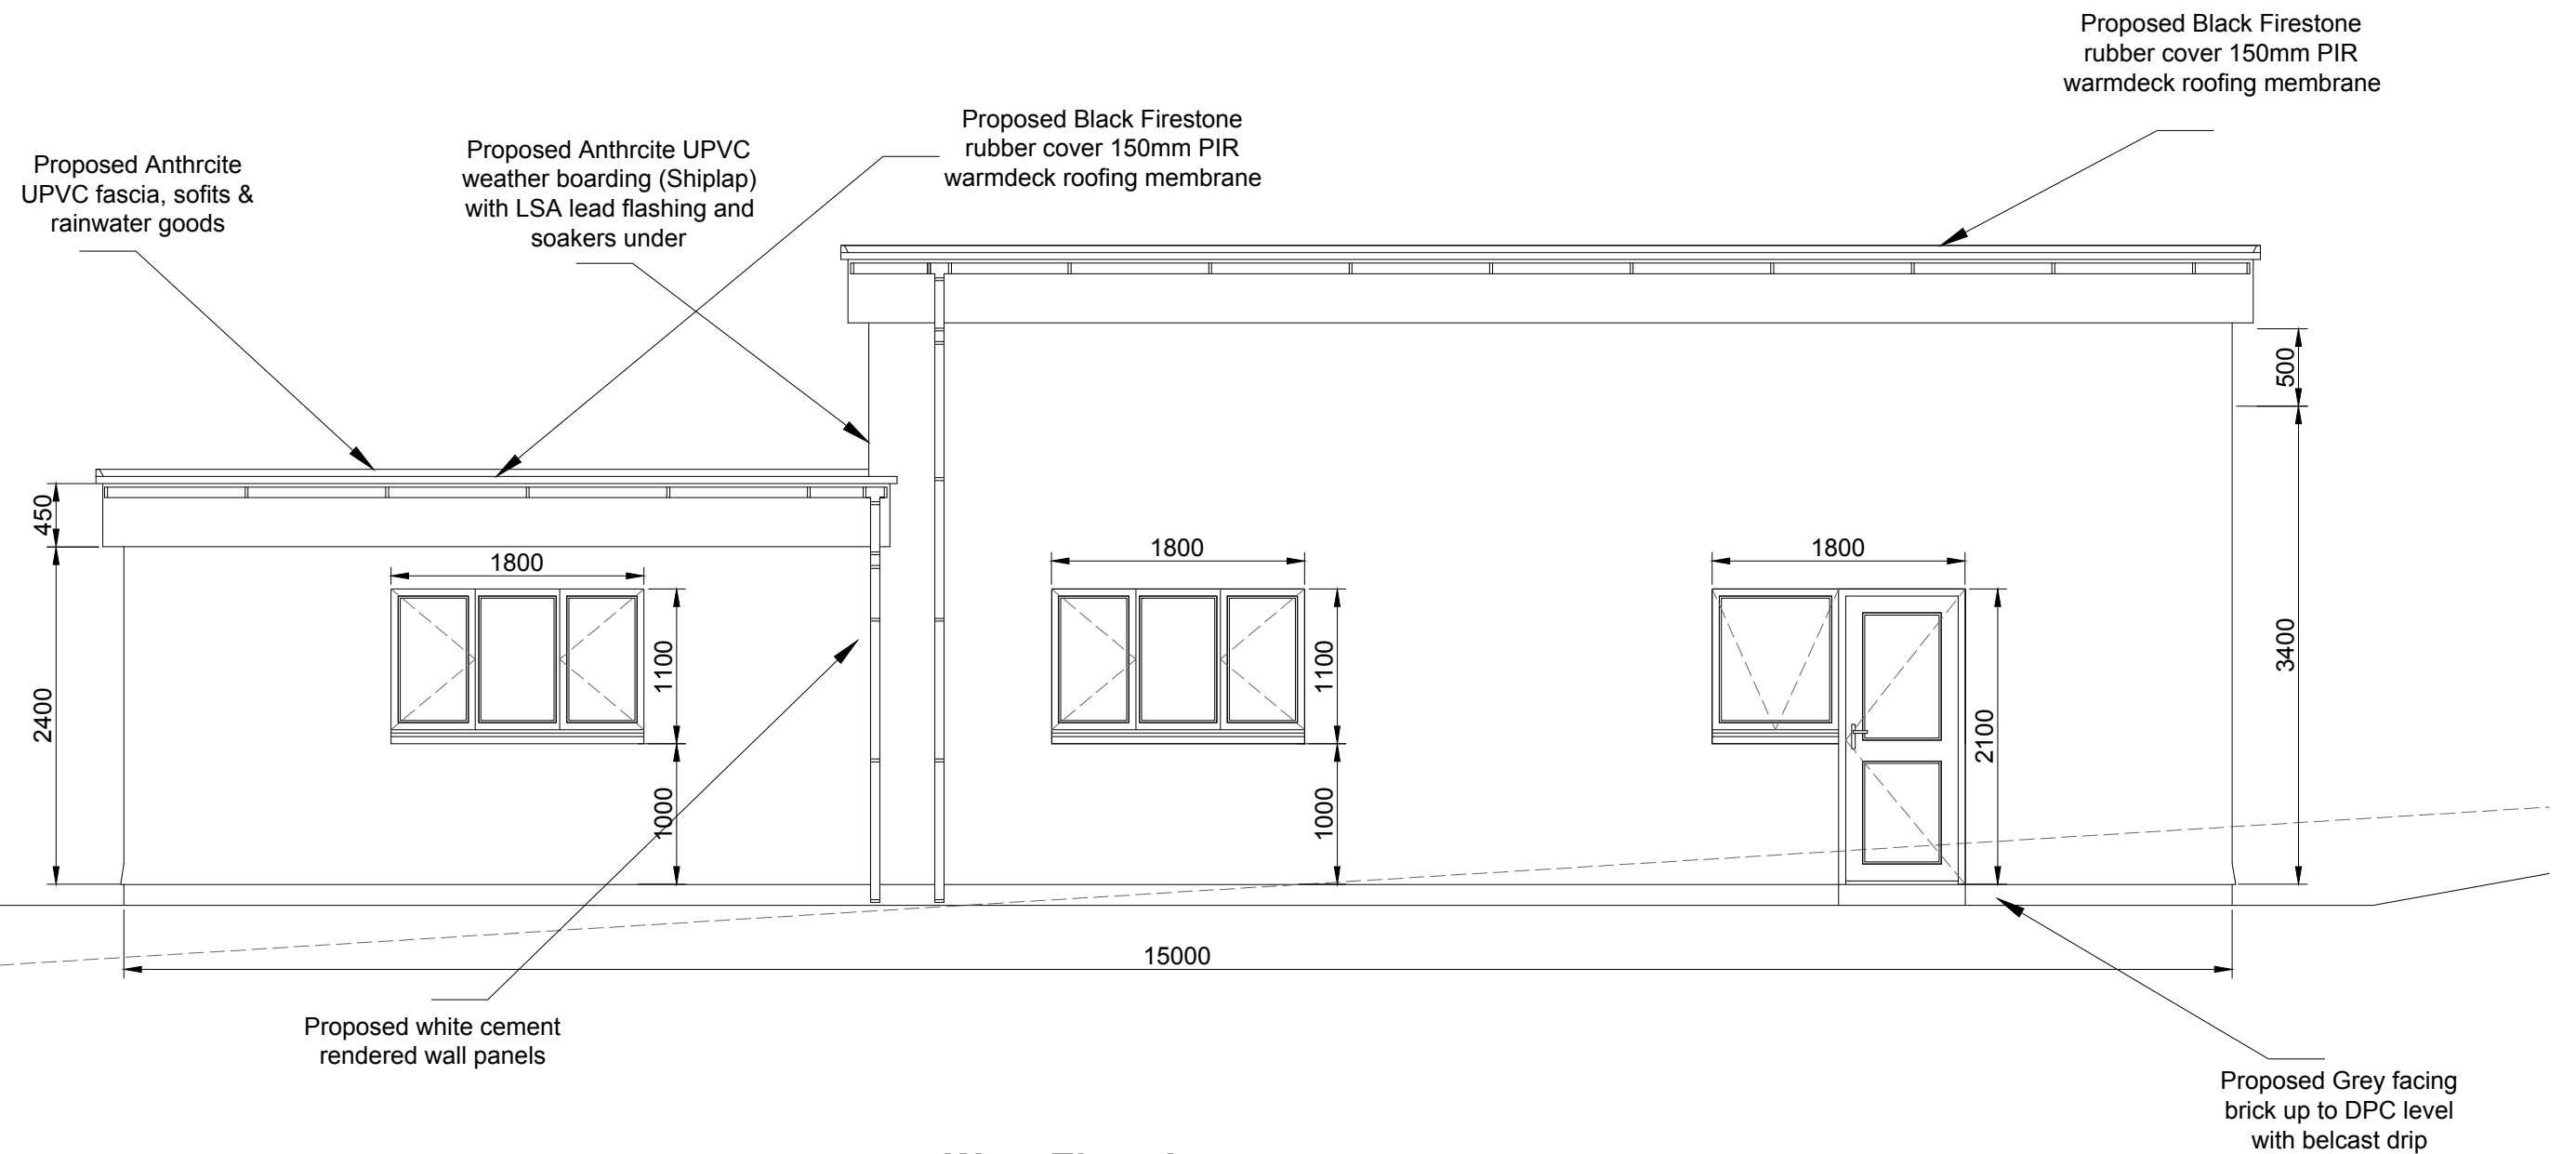 Proposed Black Firestone
rubber cover 150mm PIR
warmdeck roofing membrane
Proposed Black Firestone
rubber cover 150mm PIR
warmdeck roofing membrane
Proposed Anthrcite UPVC
weather boarding (Shiplap)
with LSA lead flashing and
soakers under
Proposed Anthrcite
UPVC fascia, sofits &
rainwater goods
450
2400
1800
1100
1000
1800
1100
1000
1800
2100
500
3400
15000
Proposed white cement
rendered wall panels
Proposed Grey facing
brick up to DPC level
with belcast drip